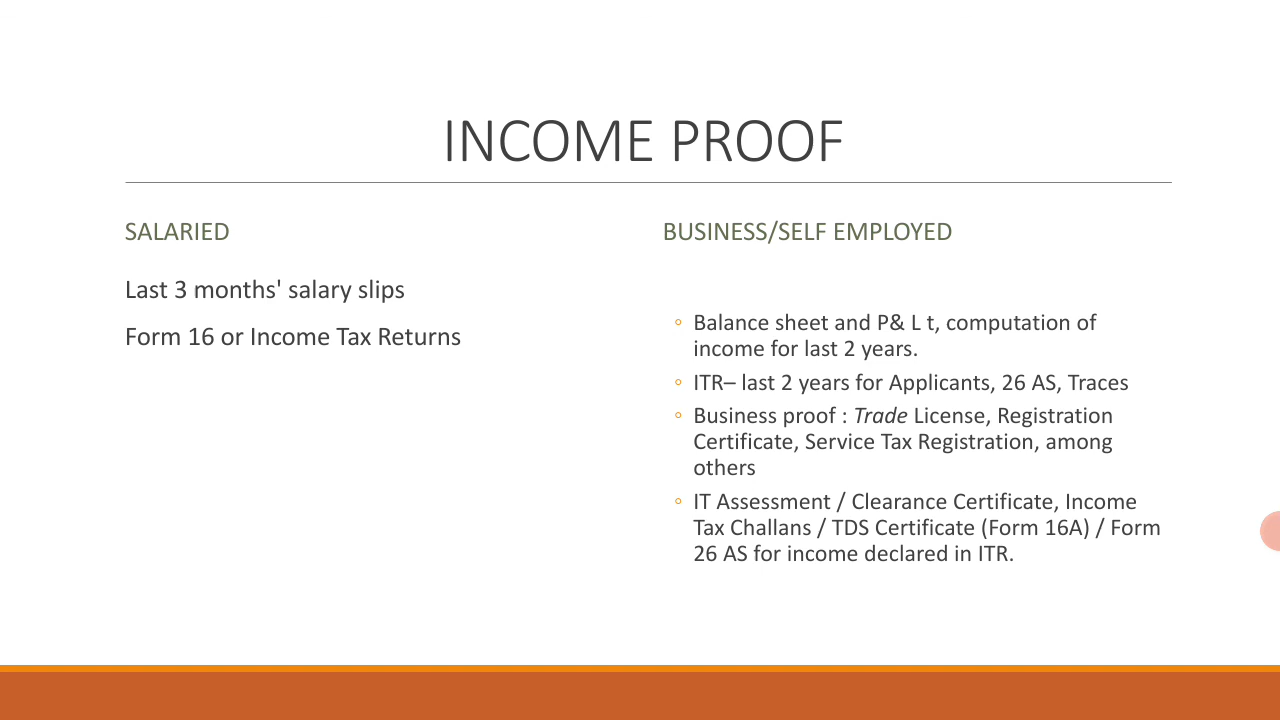 INCOME PROOF
SALARIED
Last 3 months' salary slips
Form 16 or Income Tax Returns
BUSINESS/SELF EMPLOYED
◦ Balance sheet and P& L t, computation of
income for last 2 years.
◦ ITR– last 2 years for Applicants, 26 AS, Traces
◦ Business proof : Trade License, Registration
Certificate, Service Tax Registration, among
others
◦ IT Assessment / Clearance Certificate, Income
Tax Challans / TDS Certificate (Form 16A) / Form
26 AS for income declared in ITR.